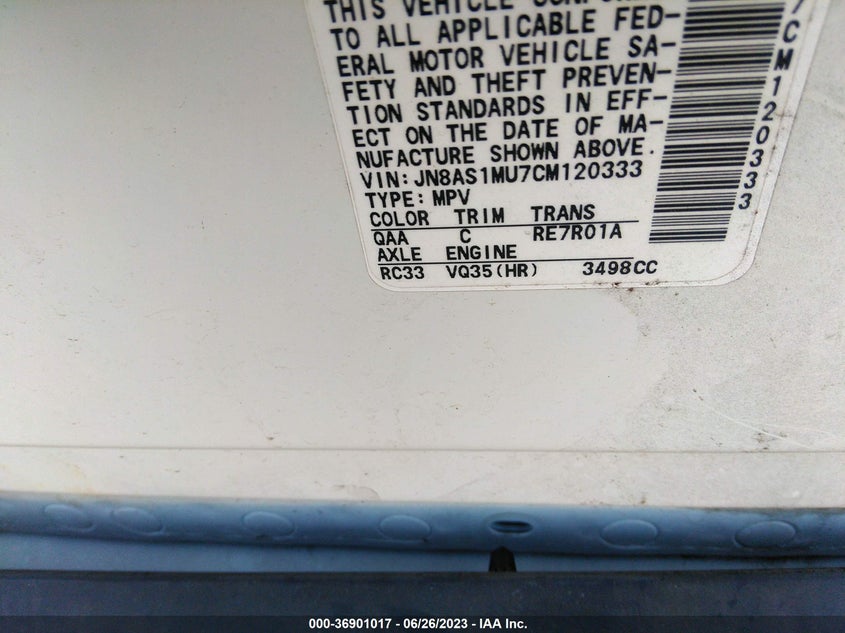 THIS VEHICLE
TO ALL APPLICABLE FED-
ERAL MOTOR VEHICLE SA-
FETY AND THEFT PREVEN-
TION STANDARDS IN EFF-
ECT ON THE DATE OF MA-
NUFACTURE SHOWN ABOVE.
VIN:JN8AS1MU7CM120333
TYPE:MPV
COLOR TRIM TRANS
QAA C RE7R01A
AXLE ENGINE
RC33 VQ35(HR) 3498CC
7CM120333
000-36901017 - 06/26/2023 - IAA Inc.